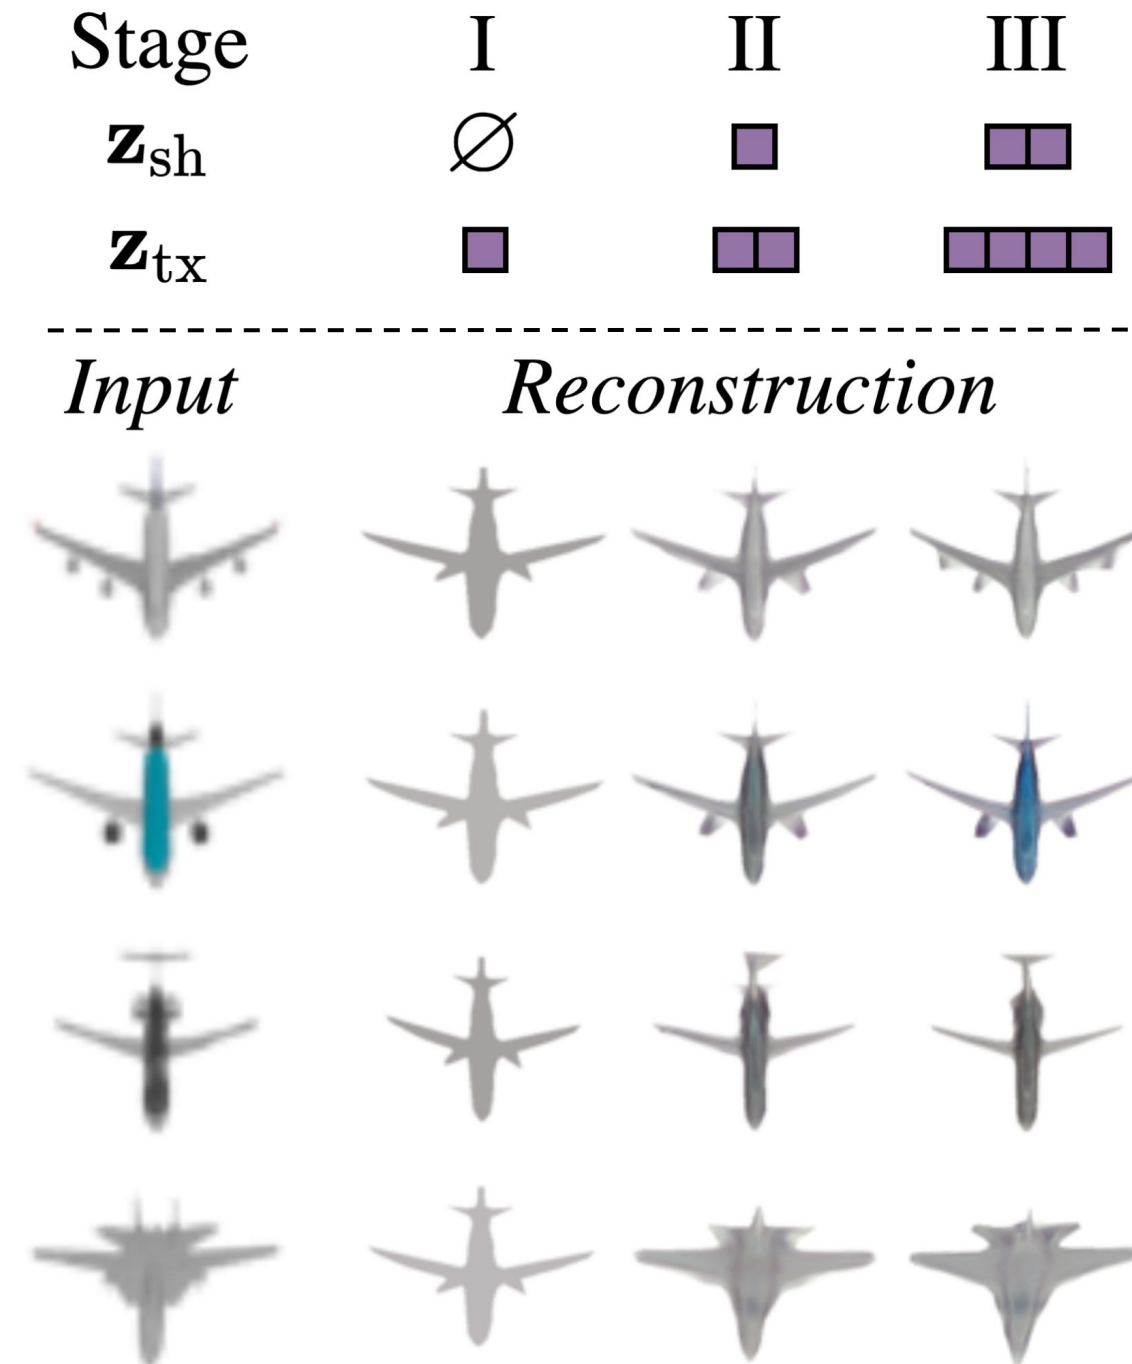 Stage I II III
z_sh ∅
z_tx
Input Reconstruction